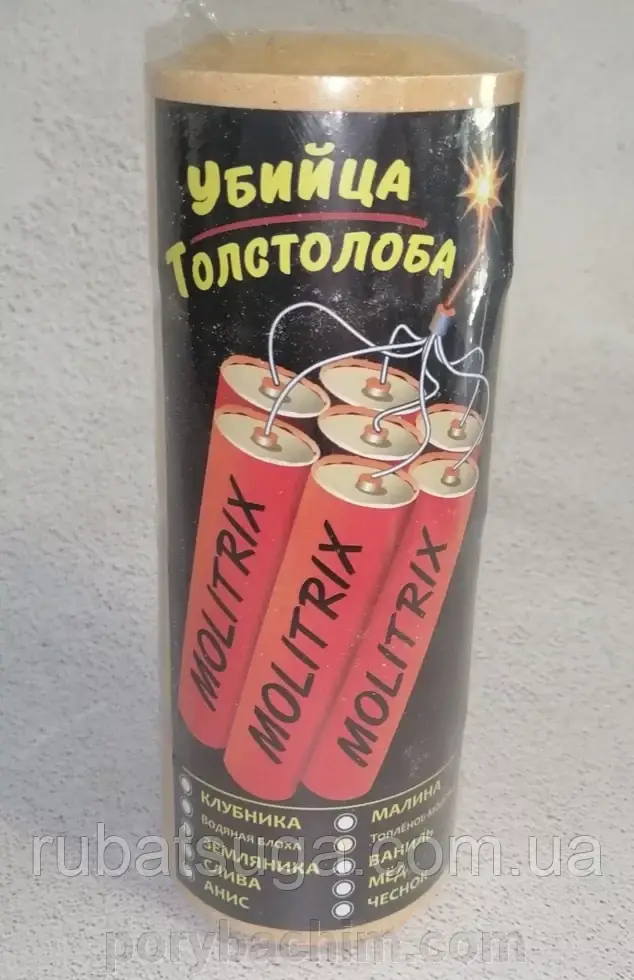 Убийца
Толстолоба
MOLITRIX
MOLITRIX
MOLITRIX
КЛУБНИКА
ВОДЯНАЯ БЛОХА
ЗЕМЛЯНИКА
СЛИВА
АНИС
МАЛИНА
ТОПЛЁНОЕ
ВАНИЛЬ
МЁД
ЧЕСНОК
rubatsuga.com.ua
porybachim.com